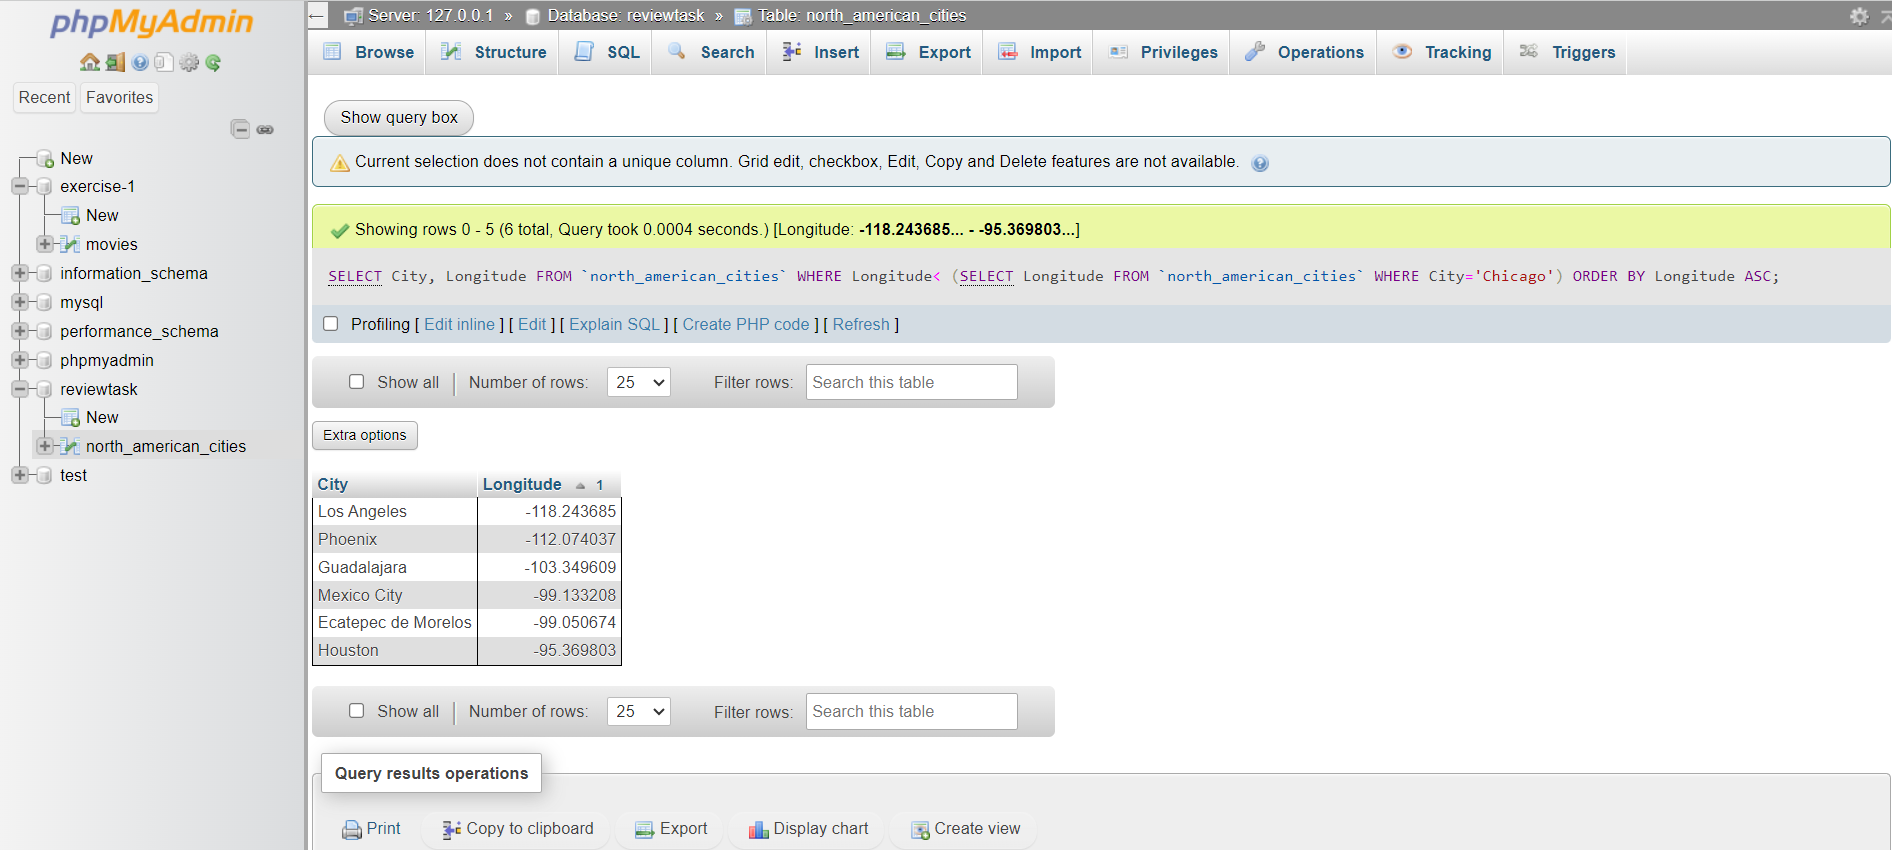 phpMyAdmin
Recent Favorites
New
exercise-1
New
movies
information_schema
mysql
performance_schema
phpmyadmin
reviewtask
New
north_american_cities
test
← Server: 127.0.0.1 » Database: reviewtask » Table: north_american_cities
Browse Structure SQL Search Insert Export Import Privileges Operations Tracking Triggers
Show query box
Current selection does not contain a unique column. Grid edit, checkbox, Edit, Copy and Delete features are not available.
Showing rows 0 - 5 (6 total, Query took 0.0004 seconds.) [Longitude: -118.243685... - -95.369803...]
SELECT City, Longitude FROM `north_american_cities` WHERE Longitude< (SELECT Longitude FROM `north_american_cities` WHERE City='Chicago') ORDER BY Longitude ASC;
Profiling [ Edit inline ] [ Edit ] [ Explain SQL ] [ Create PHP code ] [ Refresh ]
Show all | Number of rows: 25 Filter rows: Search this table
Extra options
City Longitude 1
Los Angeles -118.243685
Phoenix -112.074037
Guadalajara -103.349609
Mexico City -99.133208
Ecatepec de Morelos -99.050674
Houston -95.369803
Show all | Number of rows: 25 Filter rows: Search this table
Query results operations
Print Copy to clipboard Export Display chart Create view